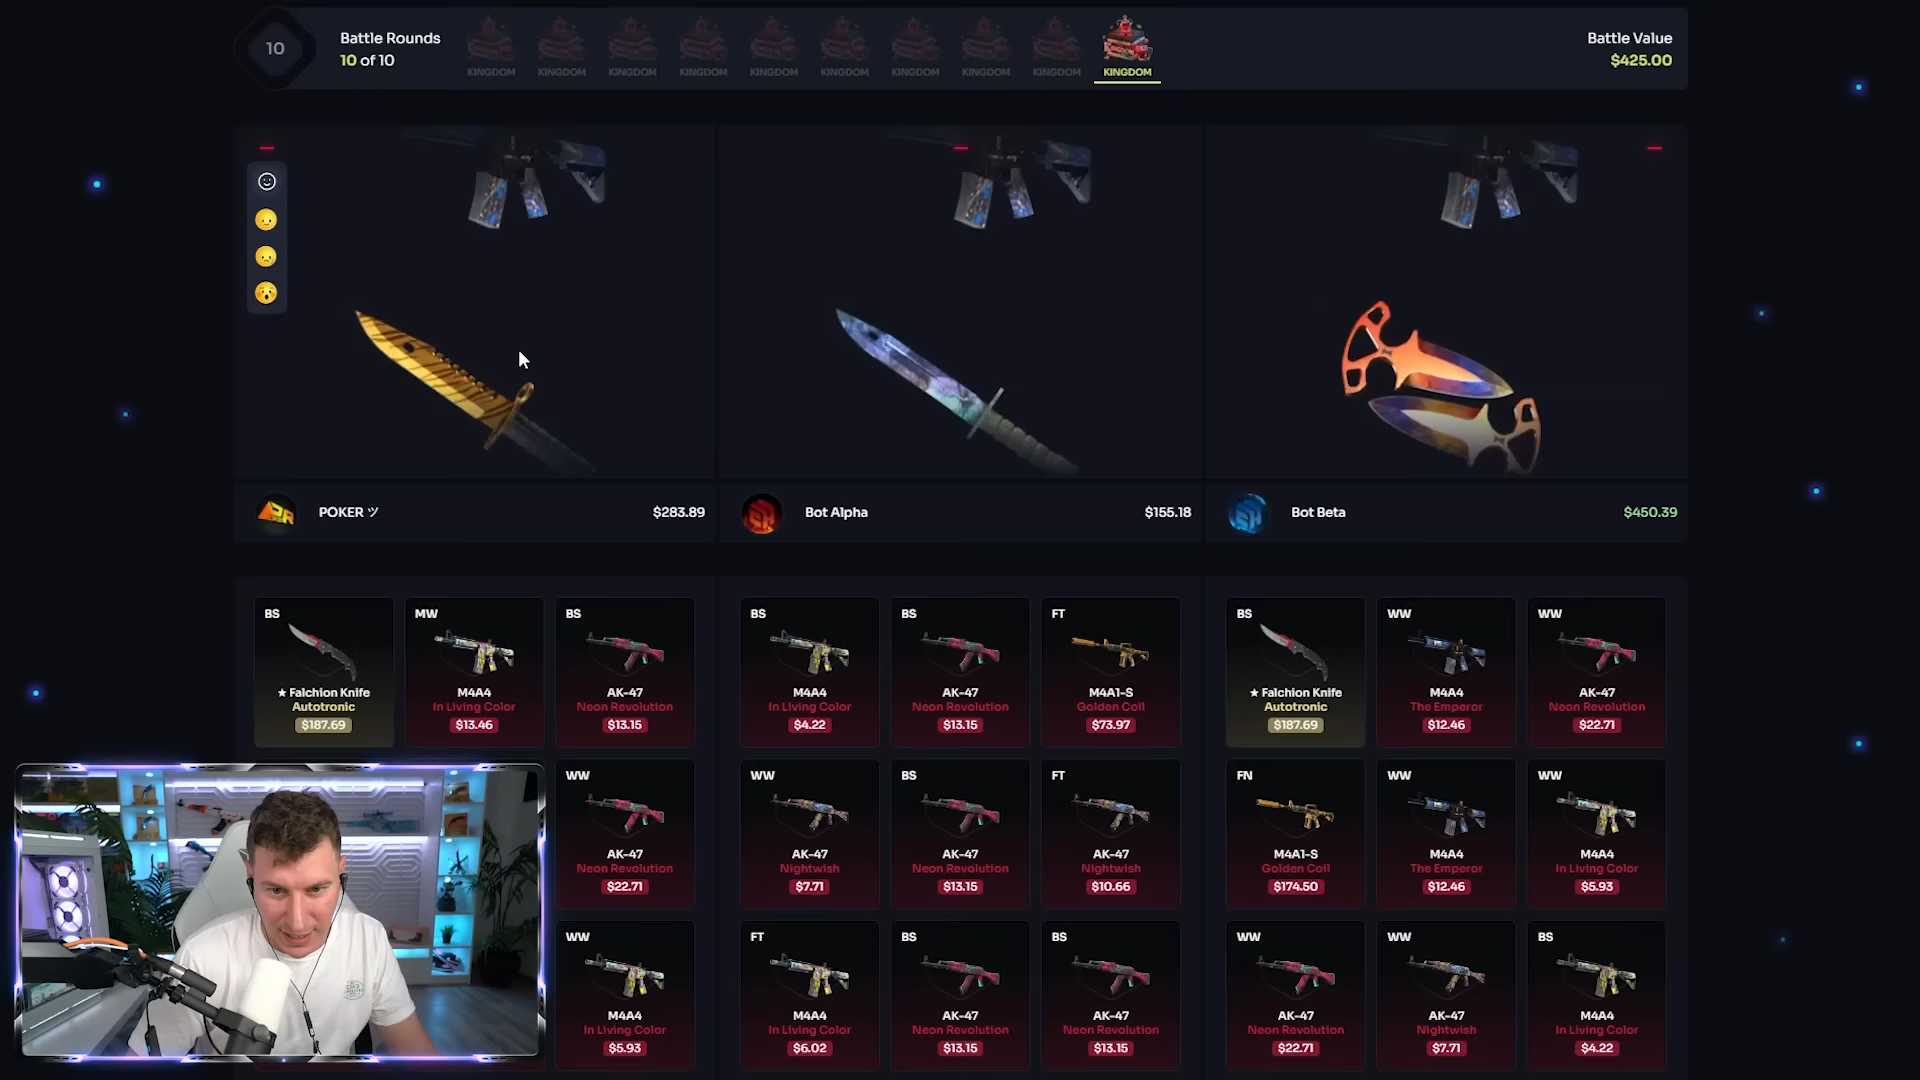 10
Battle Rounds
10 of 10
KINGDOM
KINGDOM
KINGDOM
KINGDOM
KINGDOM
KINGDOM
KINGDOM
KINGDOM
KINGDOM
KINGDOM
Battle Value
$425.00
POKER ツ
$283.89
Bot Alpha
$155.18
Bot Beta
$450.39
BS
★ Falchion Knife
Autotronic
$187.69
MW
M4A4
In Living Color
$13.46
BS
AK-47
Neon Revolution
$13.15
BS
M4A4
In Living Color
$4.22
BS
AK-47
Neon Revolution
$13.15
FT
M4A1-S
Golden Coil
$73.97
BS
★ Falchion Knife
Autotronic
$187.69
WW
M4A4
The Emperor
$12.46
WW
AK-47
Neon Revolution
$22.71
WW
AK-47
Neon Revolution
$22.71
WW
AK-47
Nightwish
$7.71
BS
AK-47
Neon Revolution
$13.15
FT
AK-47
Nightwish
$10.66
FN
M4A1-S
Golden Coil
$174.50
WW
M4A4
The Emperor
$12.46
WW
M4A4
In Living Color
$5.93
WW
M4A4
In Living Color
$5.93
FT
M4A4
In Living Color
$6.02
BS
AK-47
Neon Revolution
$13.15
BS
AK-47
Neon Revolution
$13.15
WW
AK-47
Neon Revolution
$22.71
WW
AK-47
Nightwish
$7.71
BS
M4A4
In Living Color
$4.22